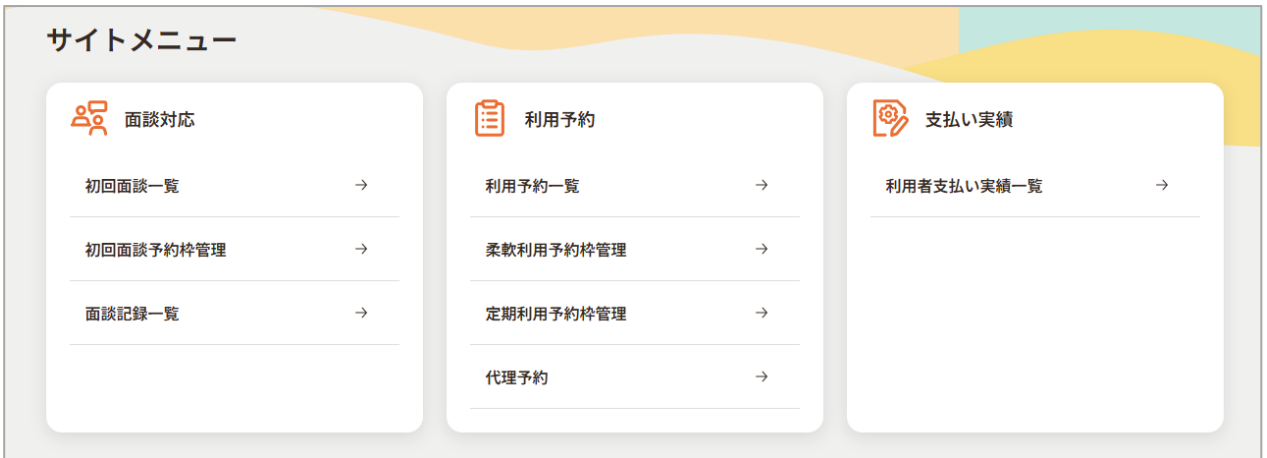 サイトメニュー
面談対応
初回面談一覧
初回面談予約枠管理
面談記録一覧
利用予約
利用予約一覧
柔軟利用予約枠管理
定期利用予約枠管理
代理予約
支払い実績
利用者支払い実績一覧